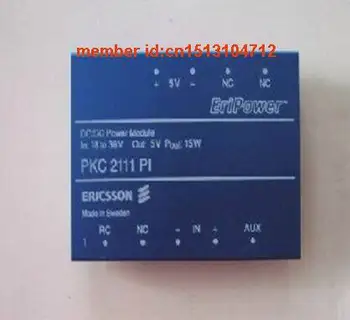 member id:cn1513104712
+ 5V − NC NC
EriPower™
DC/DC Power Module
In: 18 to 36V Out: 5V Pout: 15W
PKC 2111 PI
ERICSSON
Made in Sweden
RC NC − IN + AUX
1